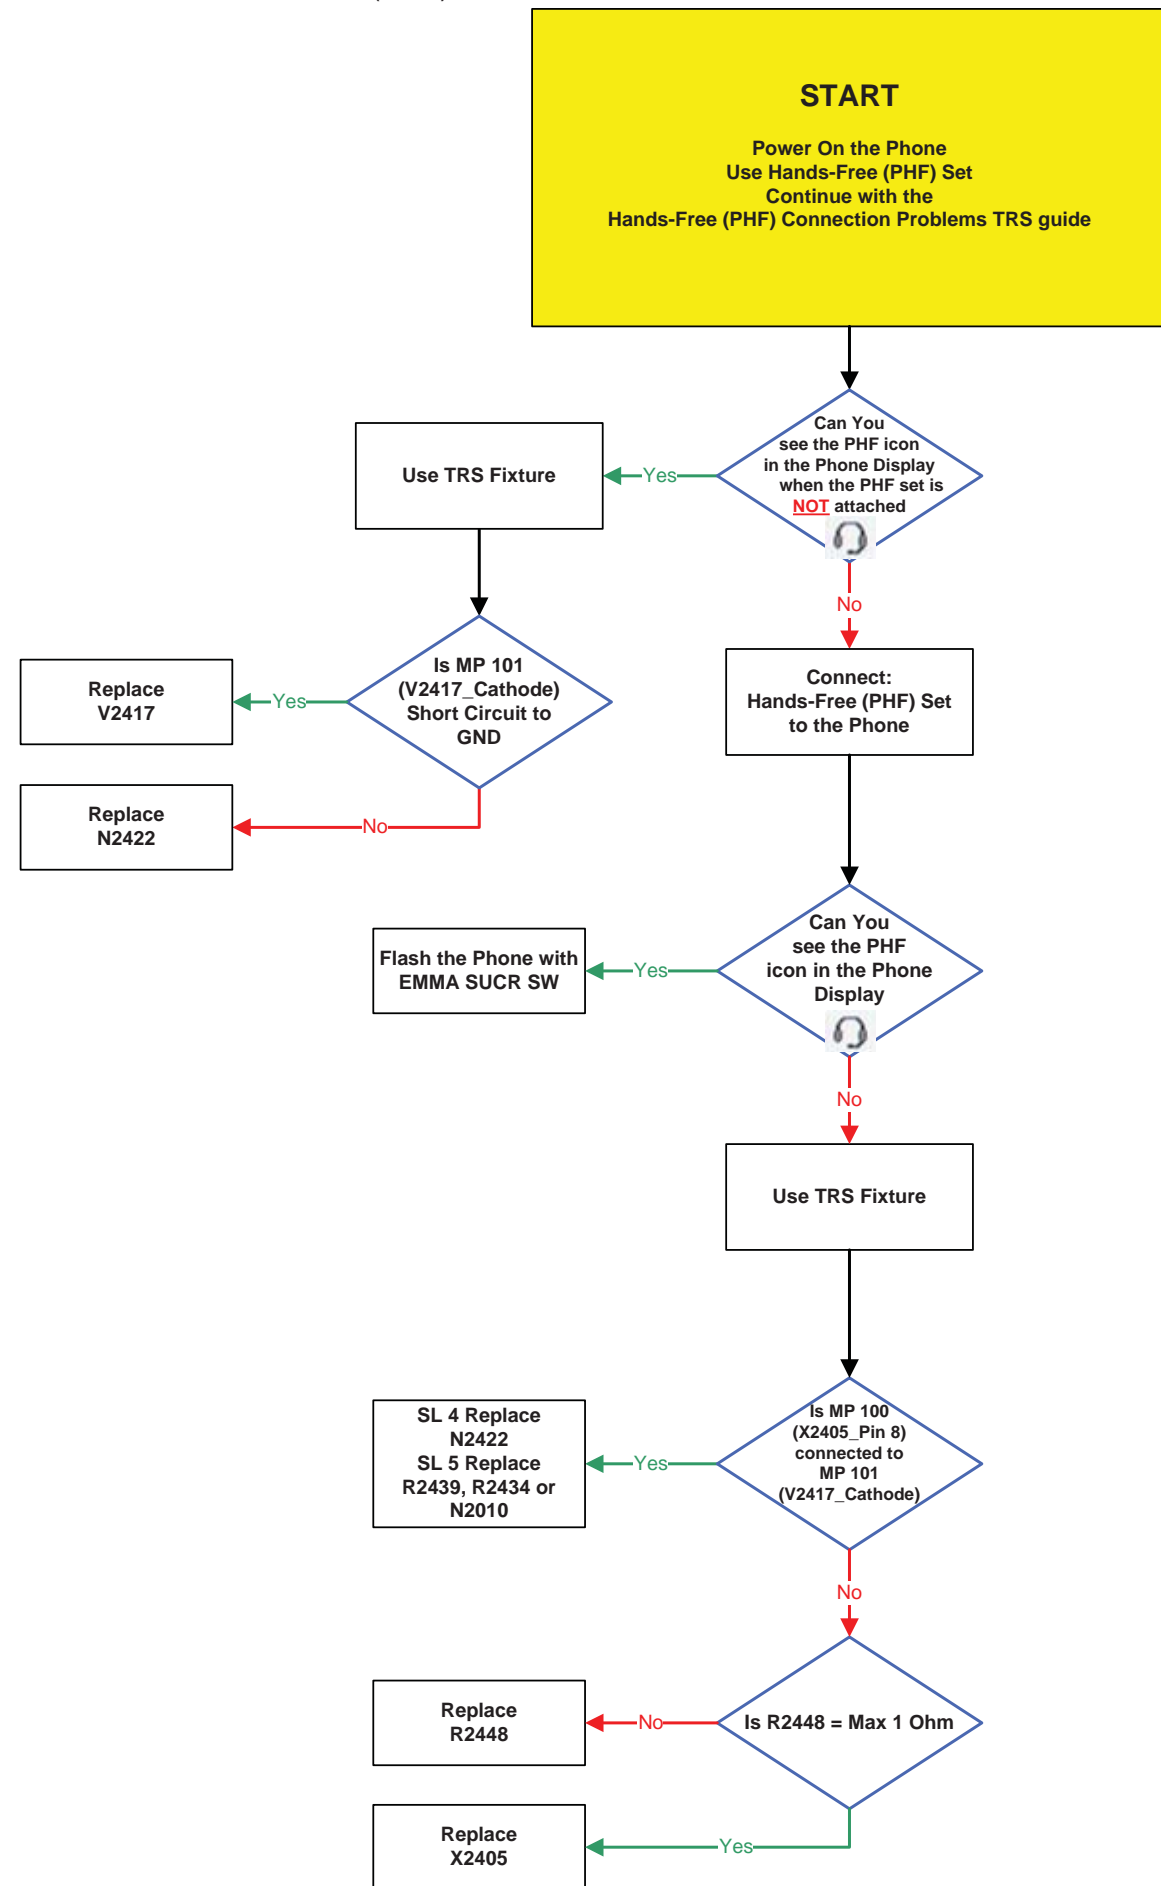 START
Power On the Phone
Use Hands-Free (PHF) Set
Continue with the
Hands-Free (PHF) Connection Problems TRS guide
Can You
see the PHF icon
in the Phone Display
when the PHF set is
NOT attached
Yes
Use TRS Fixture
No
Is MP 101
(V2417_Cathode)
Short Circuit to
GND
Yes
Replace
V2417
No
Replace
N2422
Connect:
Hands-Free (PHF) Set
to the Phone
Can You
see the PHF
icon in the Phone
Display
Yes
Flash the Phone with
EMMA SUCR SW
No
Use TRS Fixture
Is MP 100
(X2405_Pin 8)
connected to
MP 101
(V2417_Cathode)
Yes
SL 4 Replace
N2422
SL 5 Replace
R2439, R2434 or
N2010
No
Is R2448 = Max 1 Ohm
No
Replace
R2448
Yes
Replace
X2405